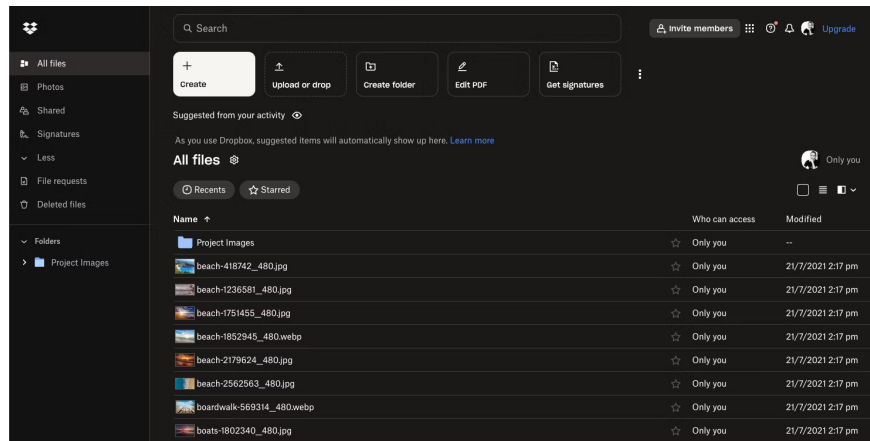 Search
Invite members
Upgrade
All files
Photos
Shared
Signatures
Less
File requests
Deleted files
Folders
Project Images
Create
Upload or drop
Create folder
Edit PDF
Get signatures
Suggested from your activity
As you use Dropbox, suggested items will automatically show up here. Learn more
All files
Only you
Recents Starred
Name Who can access Modified
Project Images Only you --
beach-418742_480.jpg Only you 21/7/2021 2:17 pm
beach-1236581_480.jpg Only you 21/7/2021 2:17 pm
beach-1751455_480.jpg Only you 21/7/2021 2:17 pm
beach-1852945_480.webp Only you 21/7/2021 2:17 pm
beach-2179624_480.jpg Only you 21/7/2021 2:17 pm
beach-2562563_480.jpg Only you 21/7/2021 2:17 pm
boardwalk-569314_480.webp Only you 21/7/2021 2:17 pm
boats-1802340_480.jpg Only you 21/7/2021 2:17 pm